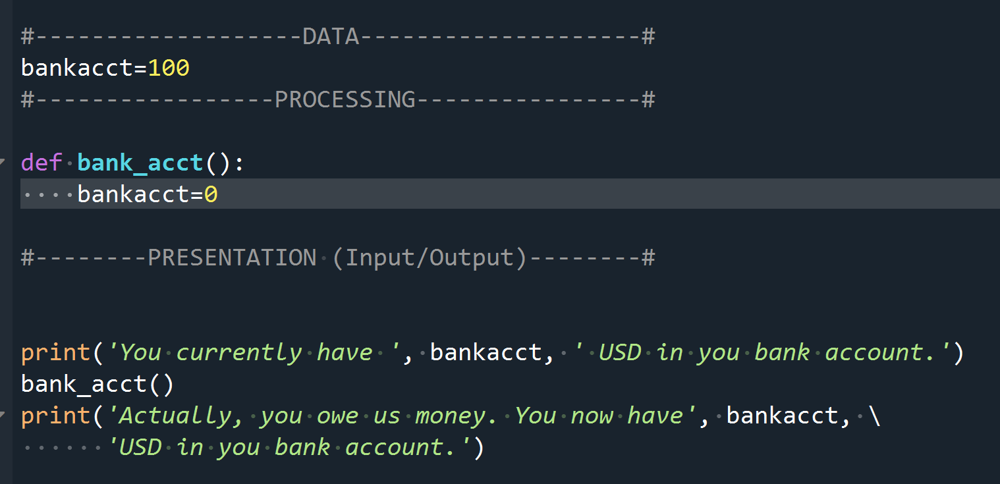 #-------------------DATA--------------------#
bankacct=100
#-----------------PROCESSING----------------#
def bank_acct():
    bankacct=0
#--------PRESENTATION (Input/Output)--------#
print('You currently have ', bankacct, ' USD in you bank account.')
bank_acct()
print('Actually, you owe us money. You now have', bankacct, \
      'USD in you bank account.')